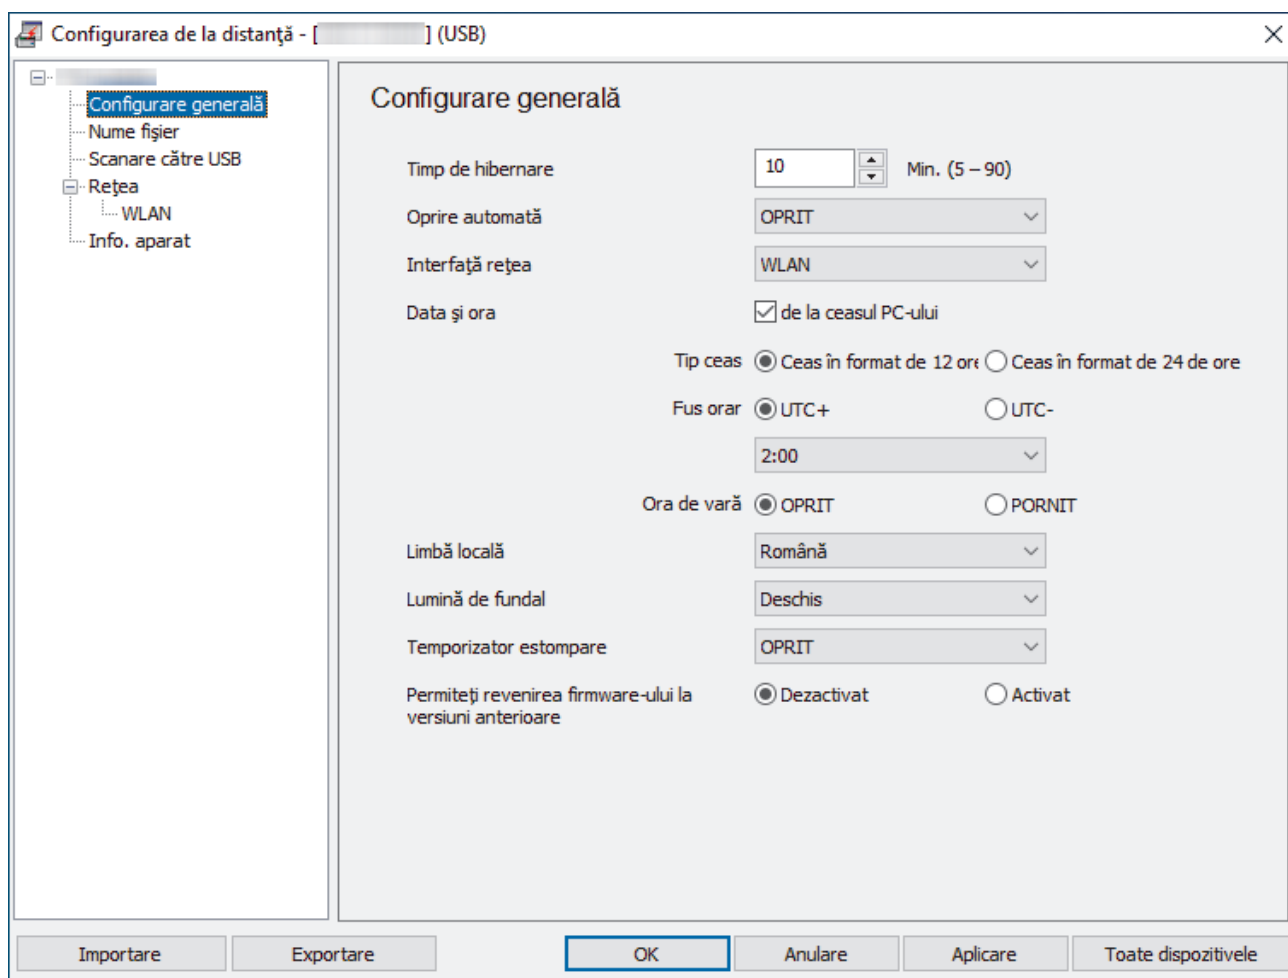 Configurarea de la distanţă - [ ] (USB)
Configurare generală
Nume fişier
Scanare către USB
Reţea
WLAN
Info. aparat
Configurare generală
Timp de hibernare 10 Min. (5 – 90)
Oprire automată OPRIT
Interfaţă reţea WLAN
Data şi ora de la ceasul PC-ului
Tip ceas Ceas în format de 12 ore Ceas în format de 24 de ore
Fus orar UTC+ UTC-
2:00
Ora de vară OPRIT PORNIT
Limbă locală Română
Lumină de fundal Deschis
Temporizator estompare OPRIT
Permiteţi revenirea firmware-ului la Dezactivat Activat
versiuni anterioare
Importare Exportare OK Anulare Aplicare Toate dispozitivele